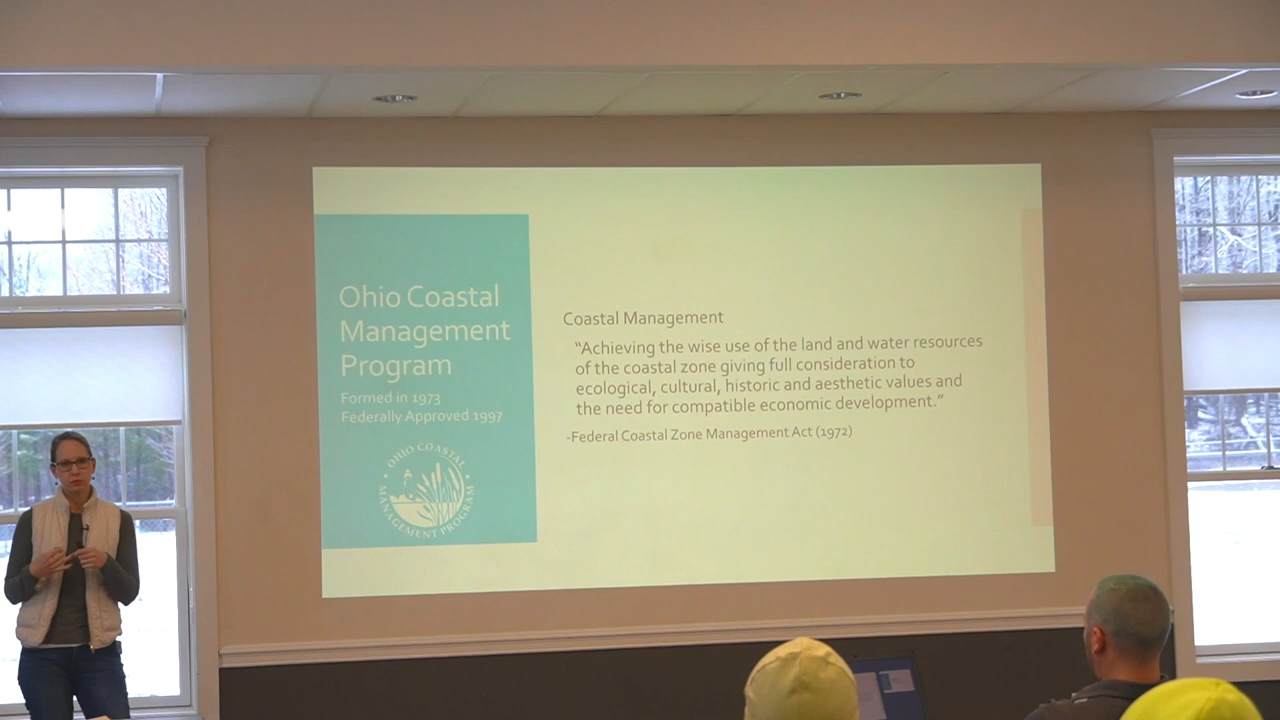 Ohio Coastal
Management
Program
Formed in 1973
Federally Approved 1997
OHIO COASTAL
MANAGEMENT PROGRAM
Coastal Management
“Achieving the wise use of the land and water resources
of the coastal zone giving full consideration to
ecological, cultural, historic and aesthetic values and
the need for compatible economic development.”
-Federal Coastal Zone Management Act (1972)